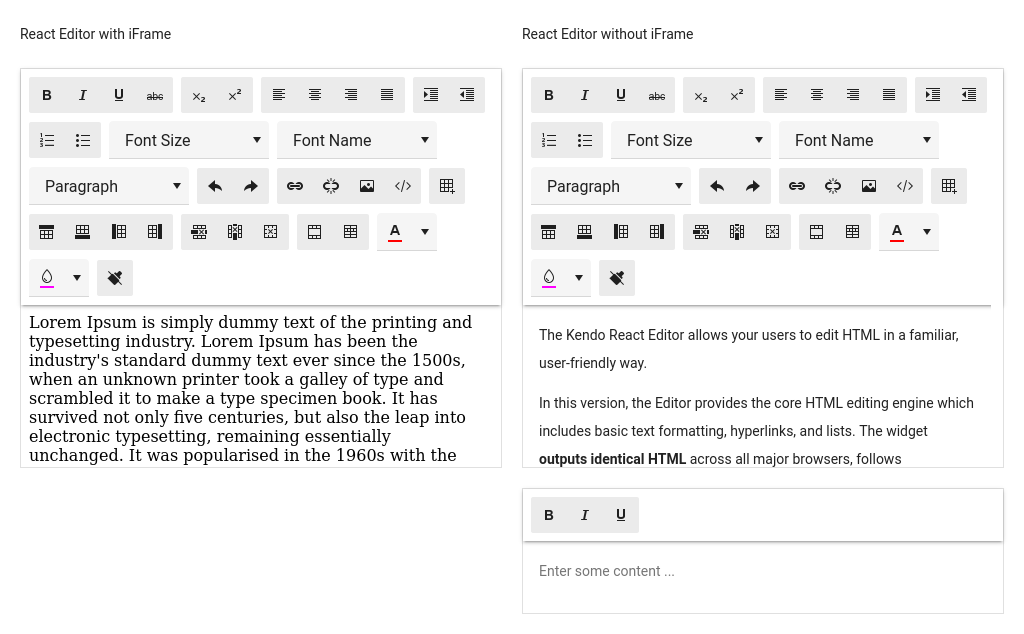 React Editor with iFrame
B I U abc x₂ x²
Font Size Font Name
Paragraph
A
Lorem Ipsum is simply dummy text of the printing and
typesetting industry. Lorem Ipsum has been the
industry's standard dummy text ever since the 1500s,
when an unknown printer took a galley of type and
scrambled it to make a type specimen book. It has
survived not only five centuries, but also the leap into
electronic typesetting, remaining essentially
unchanged. It was popularised in the 1960s with the
React Editor without iFrame
B I U abc x₂ x²
Font Size Font Name
Paragraph
A
The Kendo React Editor allows your users to edit HTML in a familiar,
user-friendly way.
In this version, the Editor provides the core HTML editing engine which
includes basic text formatting, hyperlinks, and lists. The widget
outputs identical HTML across all major browsers, follows
B I U
Enter some content ...